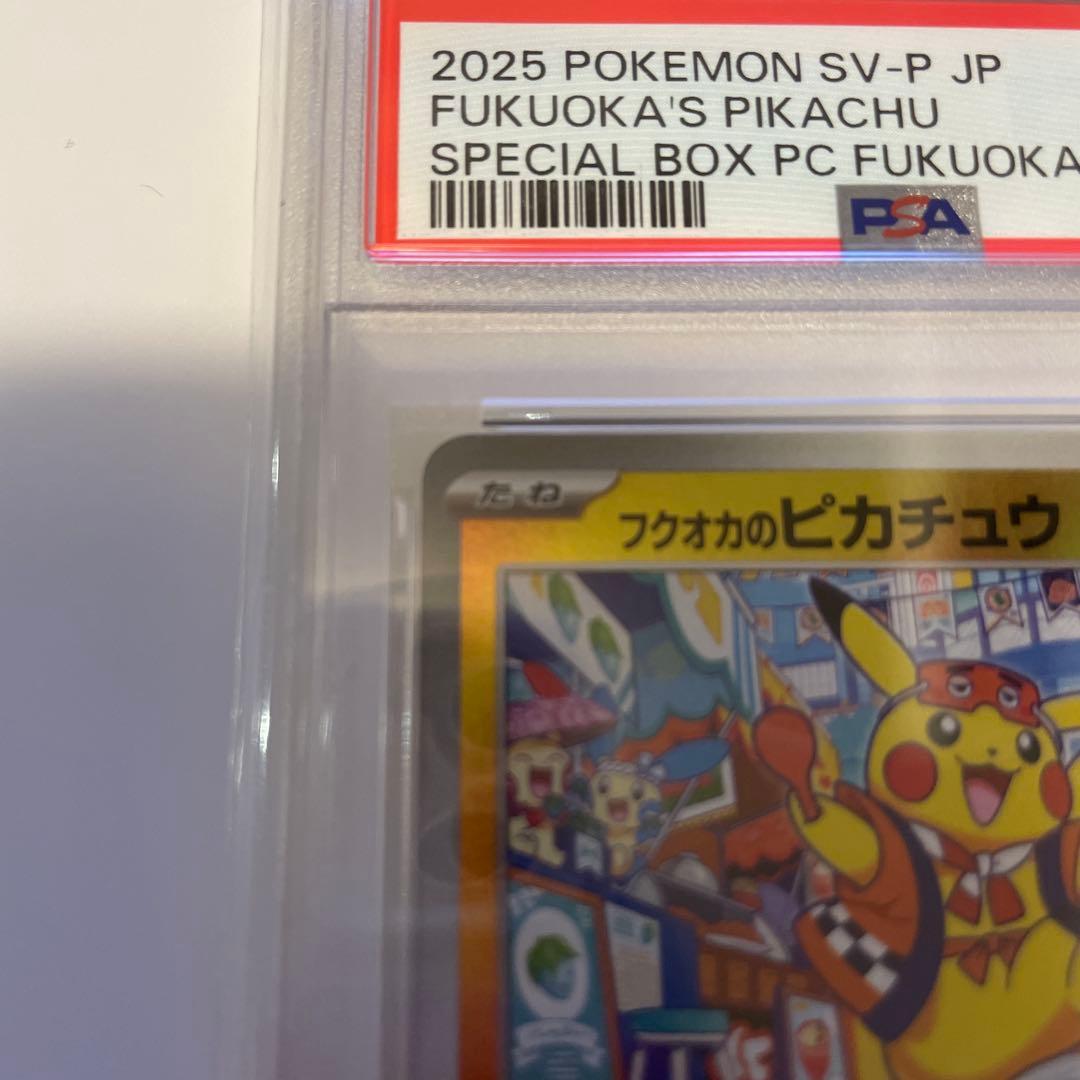 2025 POKEMON SV-P JP
FUKUOKA'S PIKACHU
SPECIAL BOX PC FUKUOKA
PSA
たね
フクオカのピカチュウ